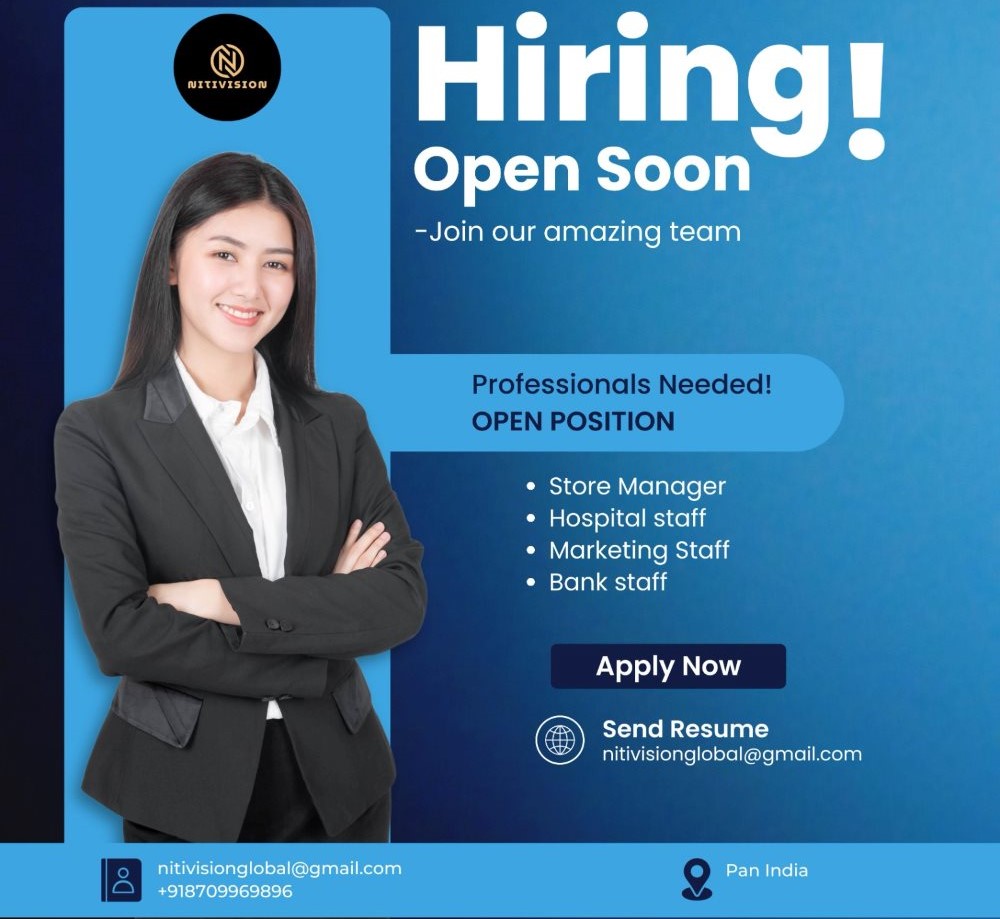 NITIVISION
Hiring!
Open Soon
-Join our amazing team
Professionals Needed!
OPEN POSITION
• Store Manager
• Hospital staff
• Marketing Staff
• Bank staff
Apply Now
Send Resume
nitivisionglobal@gmail.com
nitivisionglobal@gmail.com
+918709969896
Pan India